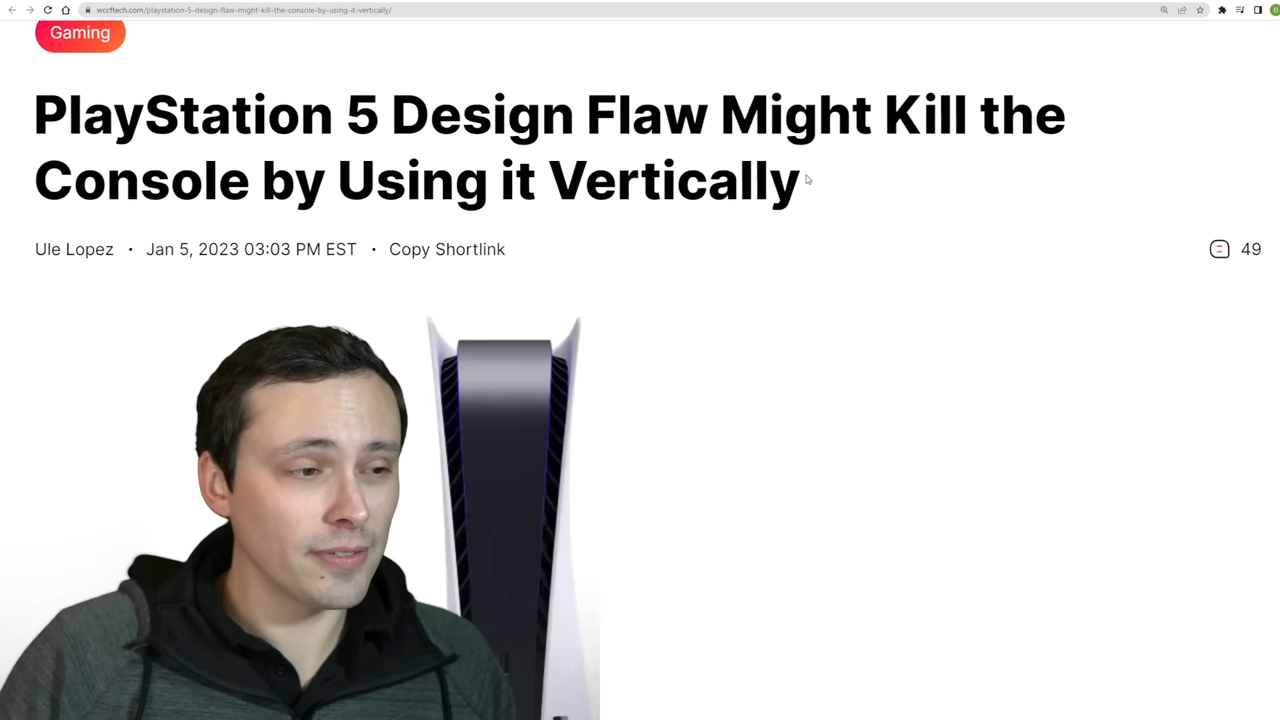 wccftech.com/playstation-5-design-flaw-might-kill-the-console-by-using-it-vertically/
Gaming
PlayStation 5 Design Flaw Might Kill the
Console by Using it Vertically
Ule Lopez • Jan 5, 2023 03:03 PM EST • Copy Shortlink
49
D